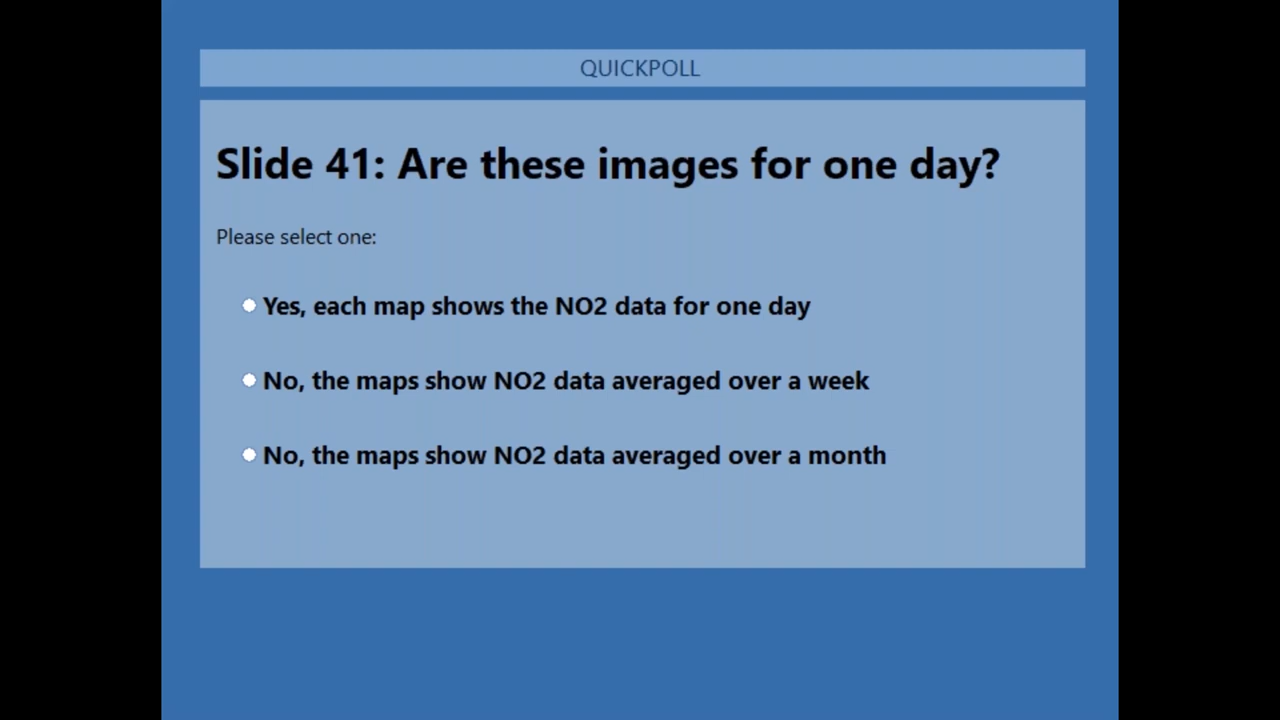 QUICKPOLL
Slide 41: Are these images for one day?
Please select one:
Yes, each map shows the NO2 data for one day
No, the maps show NO2 data averaged over a week
No, the maps show NO2 data averaged over a month